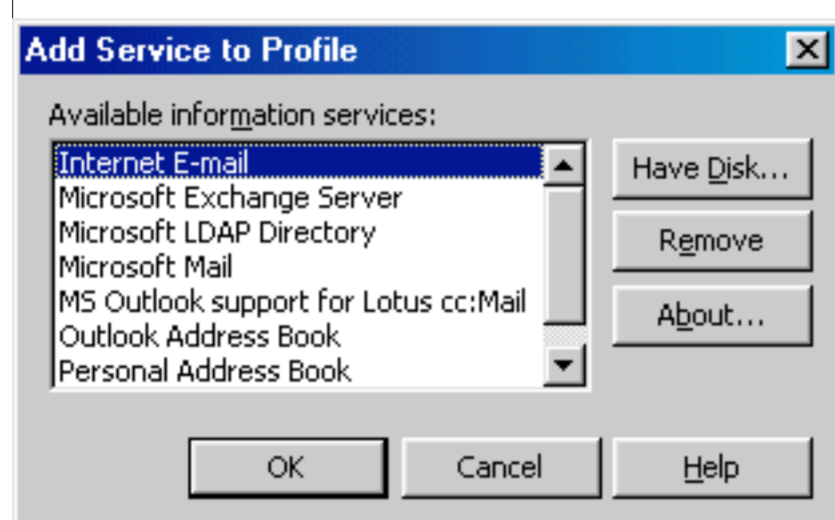 Add Service to Profile
Available information services:
Internet E-mail
Microsoft Exchange Server
Microsoft LDAP Directory
Microsoft Mail
MS Outlook support for Lotus cc:Mail
Outlook Address Book
Personal Address Book
Have Disk...
Remove
About...
OK
Cancel
Help